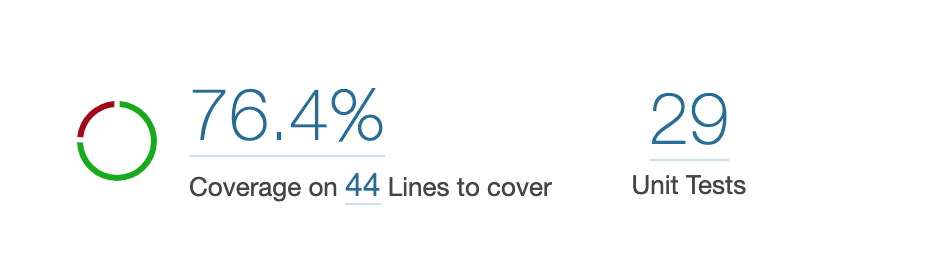 76.4%
29
Coverage on 44 Lines to cover
Unit Tests